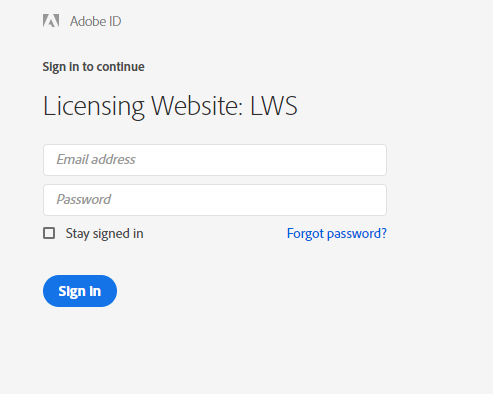 Adobe ID
Sign in to continue
Licensing Website: LWS
Email address
Password
Stay signed in Forgot password?
Sign in